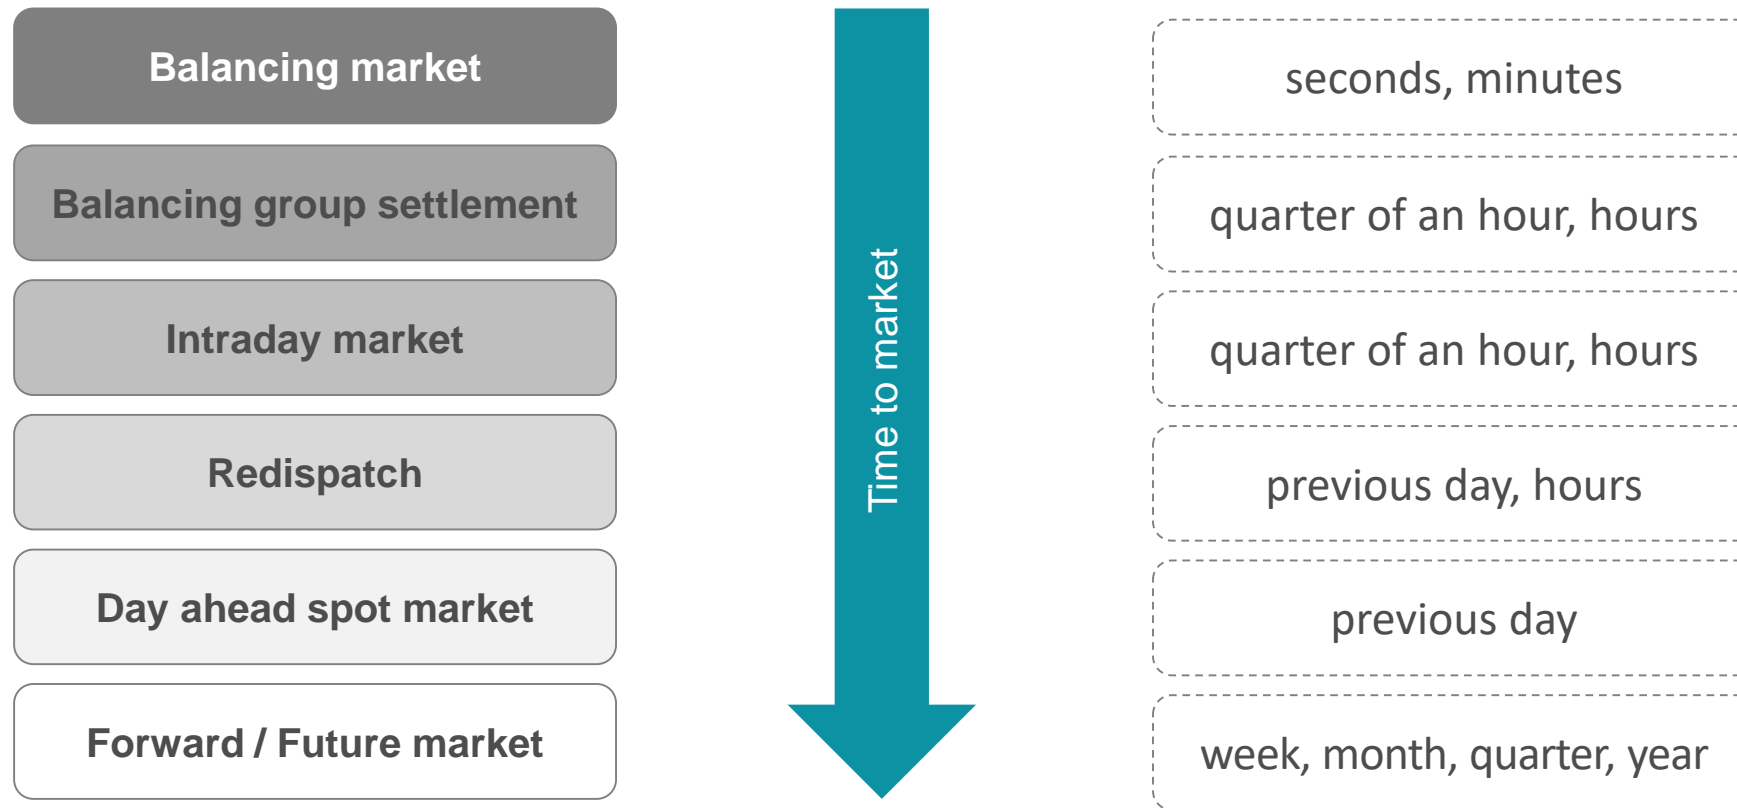 Balancing market
seconds, minutes
Balancing group settlement
quarter of an hour, hours
Intraday market
quarter of an hour, hours
Time to market
Redispatch
previous day, hours
Day ahead spot market
previous day
Forward / Future market
week, month, quarter, year